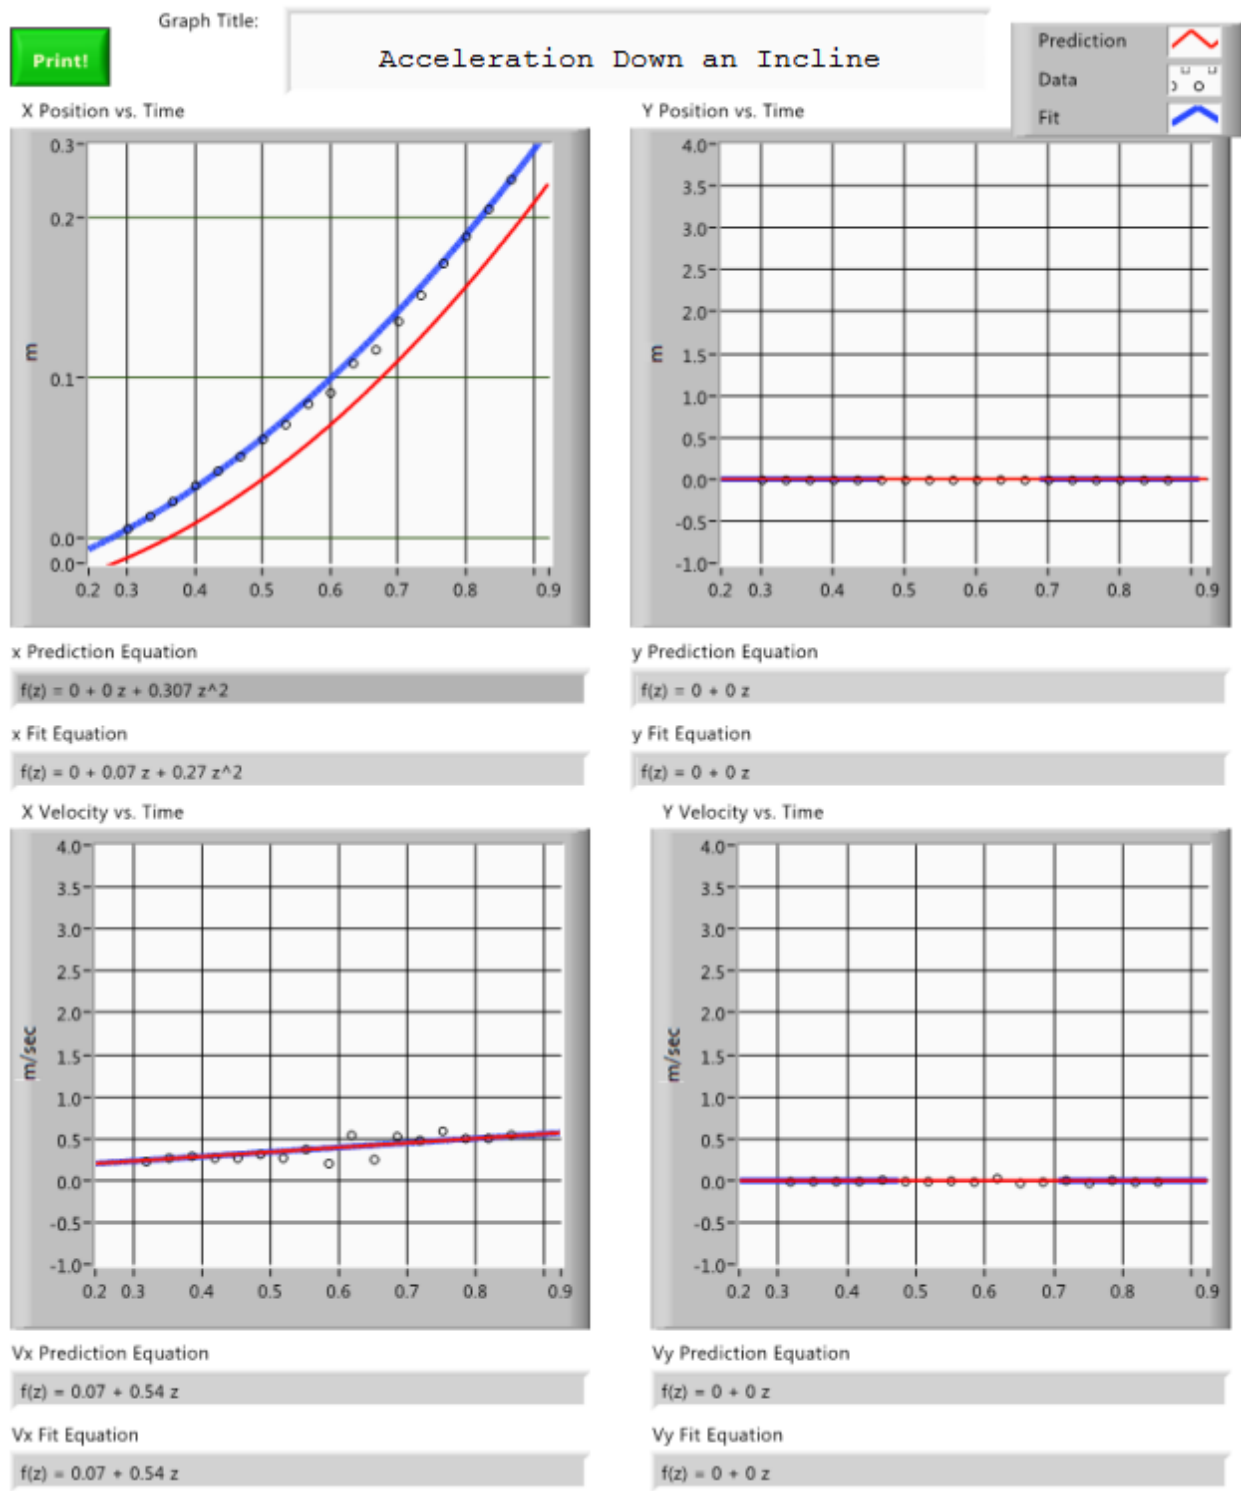 Graph Title:
Print!
Acceleration Down an Incline
Prediction
Data
Fit
X Position vs. Time
0.3
0.2
0.1
0.0
0.0
m
0.2 0.3 0.4 0.5 0.6 0.7 0.8 0.9
Y Position vs. Time
4.0
3.5
3.0
2.5
2.0
1.5
1.0
0.5
0.0
-0.5
-1.0
m
0.2 0.3 0.4 0.5 0.6 0.7 0.8 0.9
x Prediction Equation
f(z) = 0 + 0 z + 0.307 z^2
y Prediction Equation
f(z) = 0 + 0 z
x Fit Equation
f(z) = 0 + 0.07 z + 0.27 z^2
y Fit Equation
f(z) = 0 + 0 z
X Velocity vs. Time
4.0
3.5
3.0
2.5
2.0
1.5
1.0
0.5
0.0
-0.5
-1.0
m/sec
0.2 0.3 0.4 0.5 0.6 0.7 0.8 0.9
Y Velocity vs. Time
4.0
3.5
3.0
2.5
2.0
1.5
1.0
0.5
0.0
-0.5
-1.0
m/sec
0.2 0.3 0.4 0.5 0.6 0.7 0.8 0.9
Vx Prediction Equation
f(z) = 0.07 + 0.54 z
Vy Prediction Equation
f(z) = 0 + 0 z
Vx Fit Equation
f(z) = 0.07 + 0.54 z
Vy Fit Equation
f(z) = 0 + 0 z